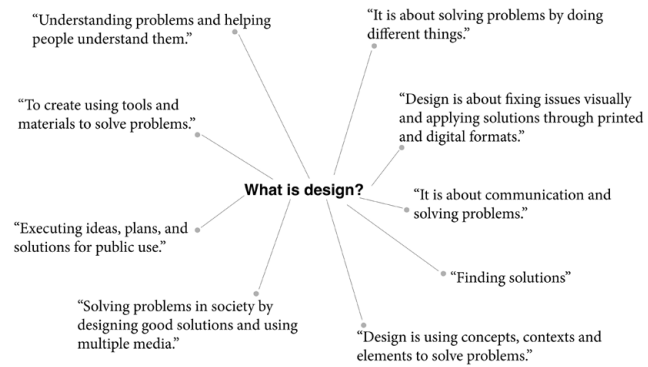 “Understanding problems and helping
people understand them.”
“It is about solving problems by doing
different things.”
“To create using tools and
materials to solve problems.”
“Design is about fixing issues visually
and applying solutions through printed
and digital formats.”
What is design?
“It is about communication and
solving problems.”
“Executing ideas, plans, and
solutions for public use.”
“Finding solutions”
“Solving problems in society by
designing good solutions and using
multiple media.”
“Design is using concepts, contexts and
elements to solve problems.”